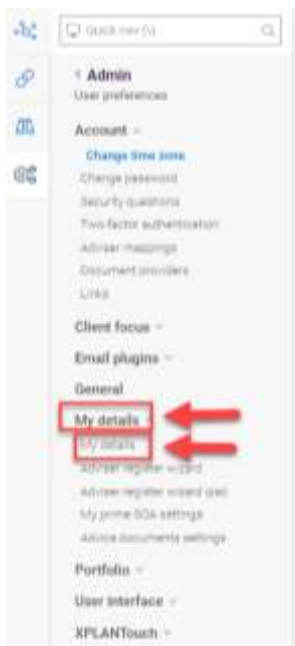 Quick nav (\)
Admin
User preferences
Account
Change time zone
Change password
Security questions
Two-factor authentication
Adviser mappings
Document providers
Links
Client focus
Email plugins
General
My details
My details
Adviser register wizard
Adviser register wizard
My prime SOA settings
Advice documents settings
Portfolio
User Interface
XPLANTouch